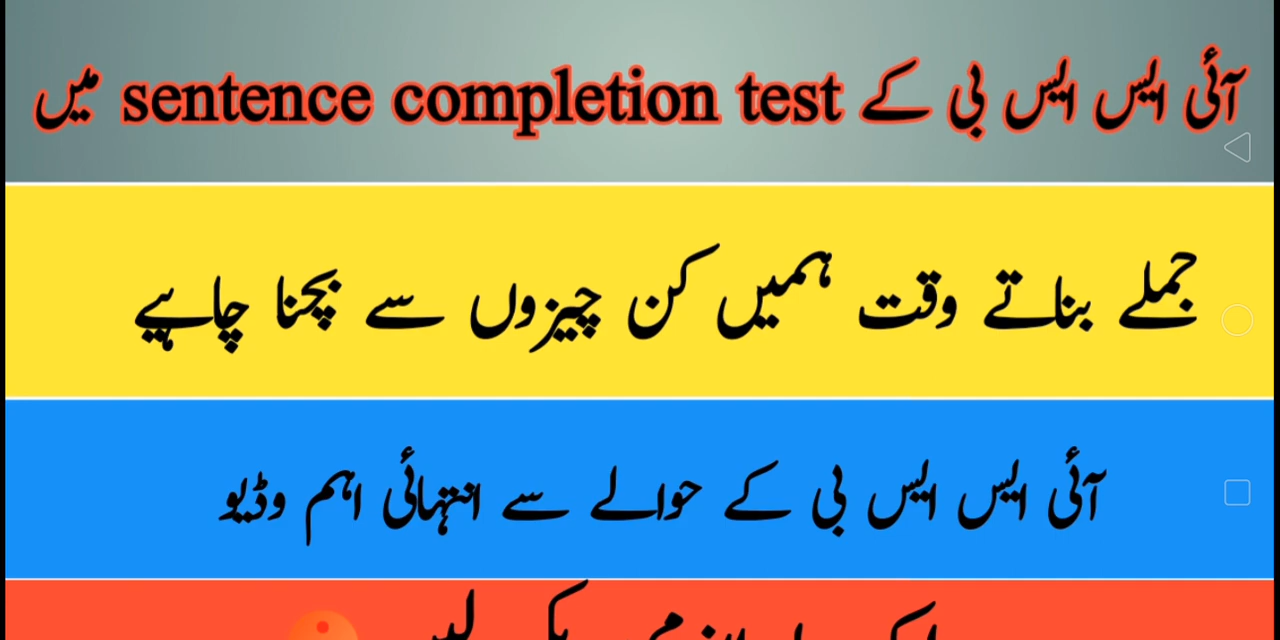 آئی ایس ایس بی کے sentence completion test میں
جملے بناتے وقت ہمیں کن چیزوں سے بچنا چاہیے
آئی ایس ایس بی کے حوالے سے انتہائی اہم وڈیو